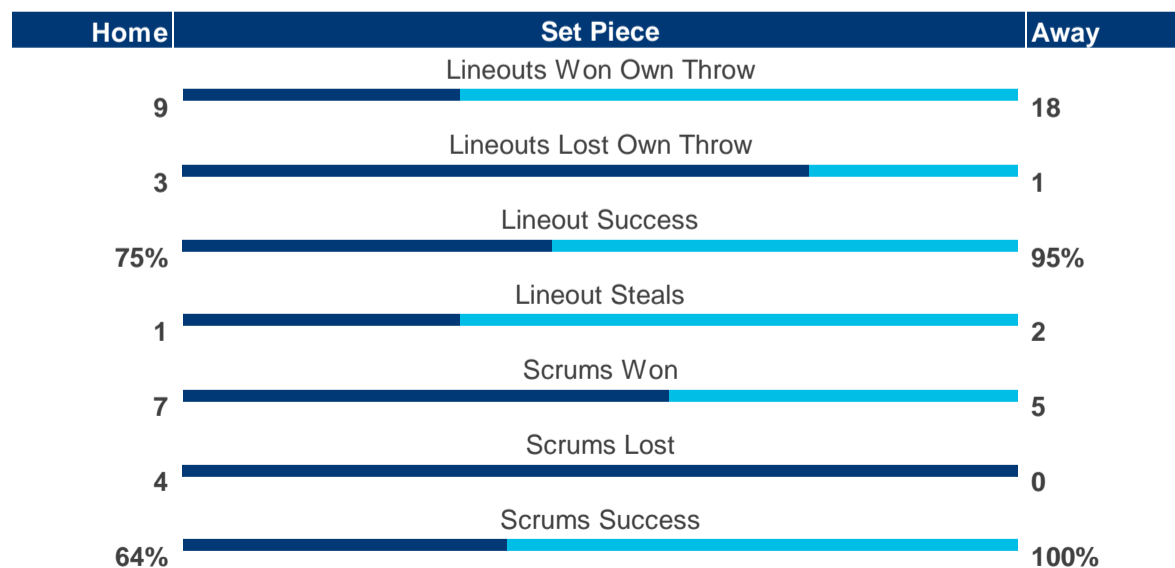 Home Set Piece Away
Lineouts Won Own Throw
9 18
Lineouts Lost Own Throw
3 1
Lineout Success
75% 95%
Lineout Steals
1 2
Scrums Won
7 5
Scrums Lost
4 0
Scrums Success
64% 100%